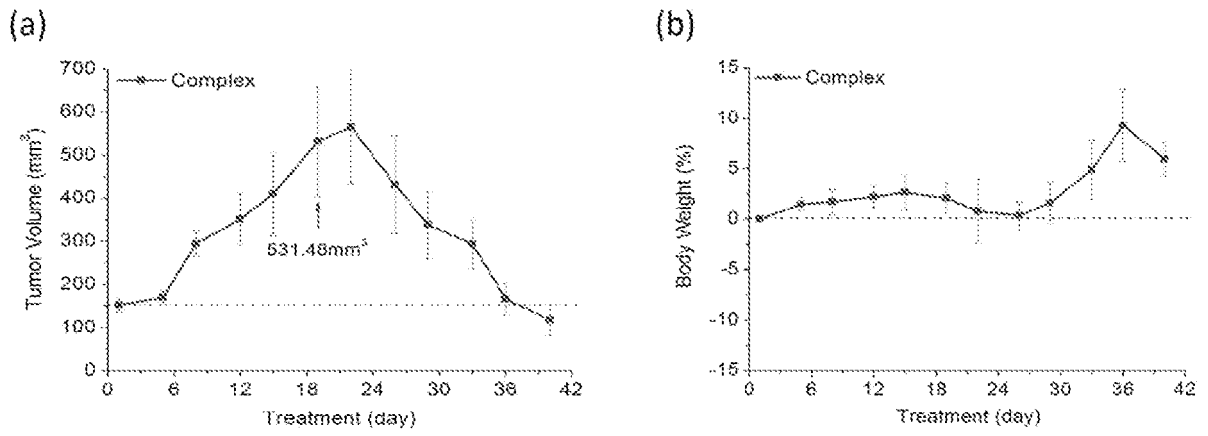 (a)
Complex
Tumor Volume (mm³)
700
600
500
400
300
200
100
0
531.48mm³
0 6 12 18 24 30 36 42
Treatment (day)
(b)
Complex
Body Weight (%)
15
10
5
0
-5
-10
-15
0 6 12 18 24 30 36 42
Treatment (day)